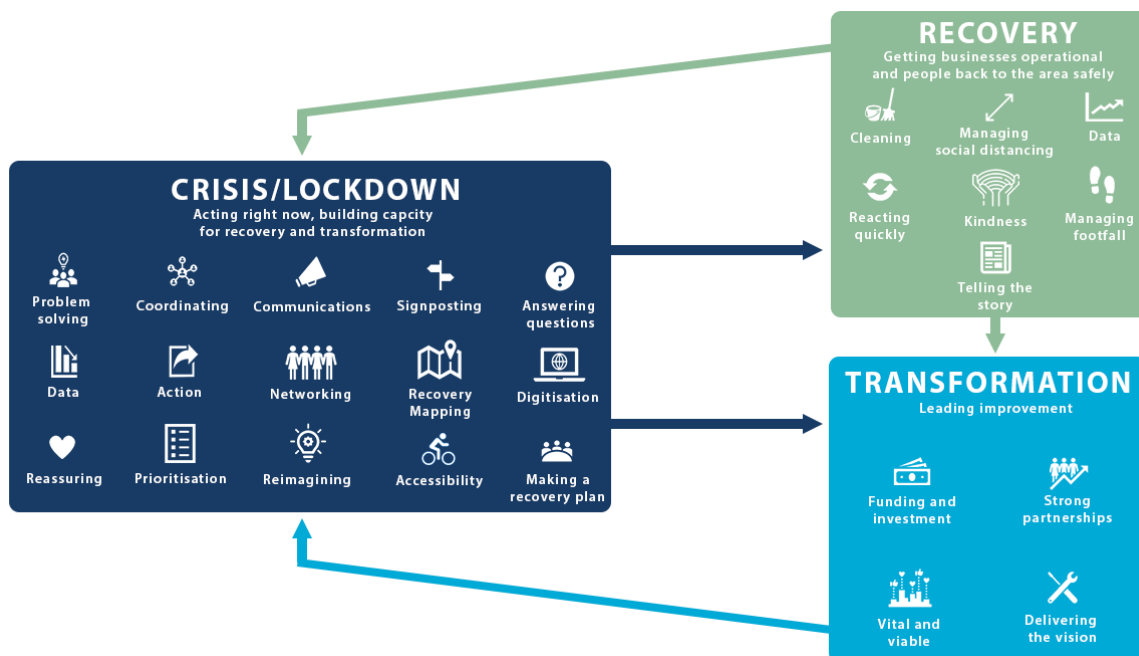 RECOVERY
Getting businesses operational
and people back to the area safely
Cleaning
Managing
social distancing
Data
Reacting
quickly
Kindness
Managing
footfall
Telling the
story
CRISIS/LOCKDOWN
Acting right now, building capcity
for recovery and transformation
Problem
solving
Coordinating
Communications
Signposting
Answering
questions
Data
Action
Networking
Recovery
Mapping
Digitisation
Reassuring
Prioritisation
Reimagining
Accessibility
Making a
recovery plan
TRANSFORMATION
Leading improvement
Funding and
investment
Strong
partnerships
Vital and
viable
Delivering
the vision